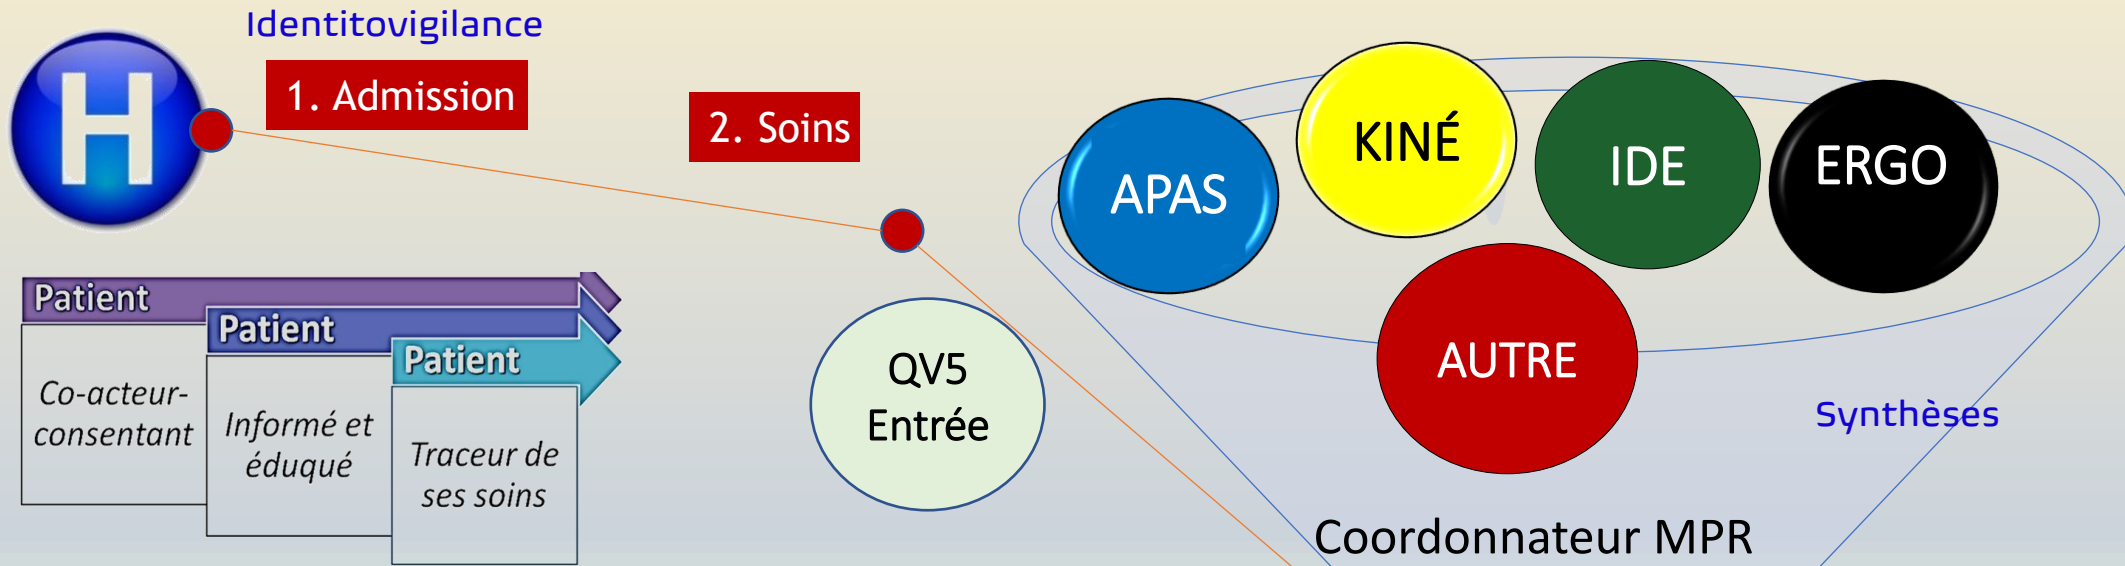 Identitovigilance
H
1. Admission
2. Soins
APAS
KINÉ
IDE
ERGO
AUTRE
Patient
Co-acteur-
consentant
Patient
Informé et
éduqué
Patient
Traceur de
ses soins
QV5
Entrée
Synthèses
Coordonnateur MPR